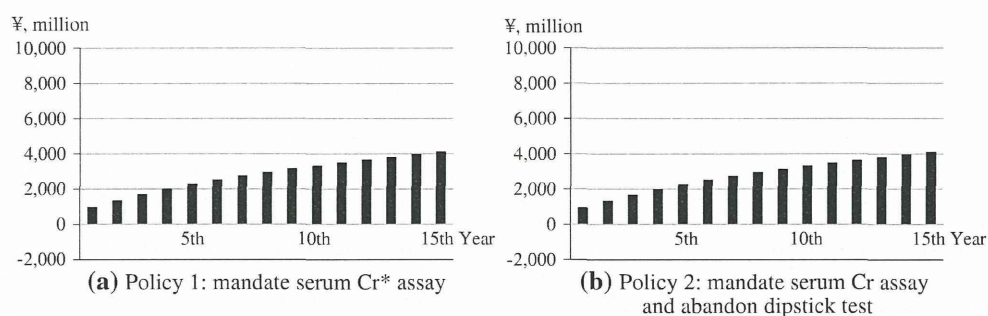 ¥, million
10,000
8,000
6,000
4,000
2,000
0
-2,000
5th 10th 15th Year
(a) Policy 1: mandate serum Cr* assay
¥, million
10,000
8,000
6,000
4,000
2,000
0
-2,000
5th 10th 15th Year
(b) Policy 2: mandate serum Cr assay
and abandon dipstick test